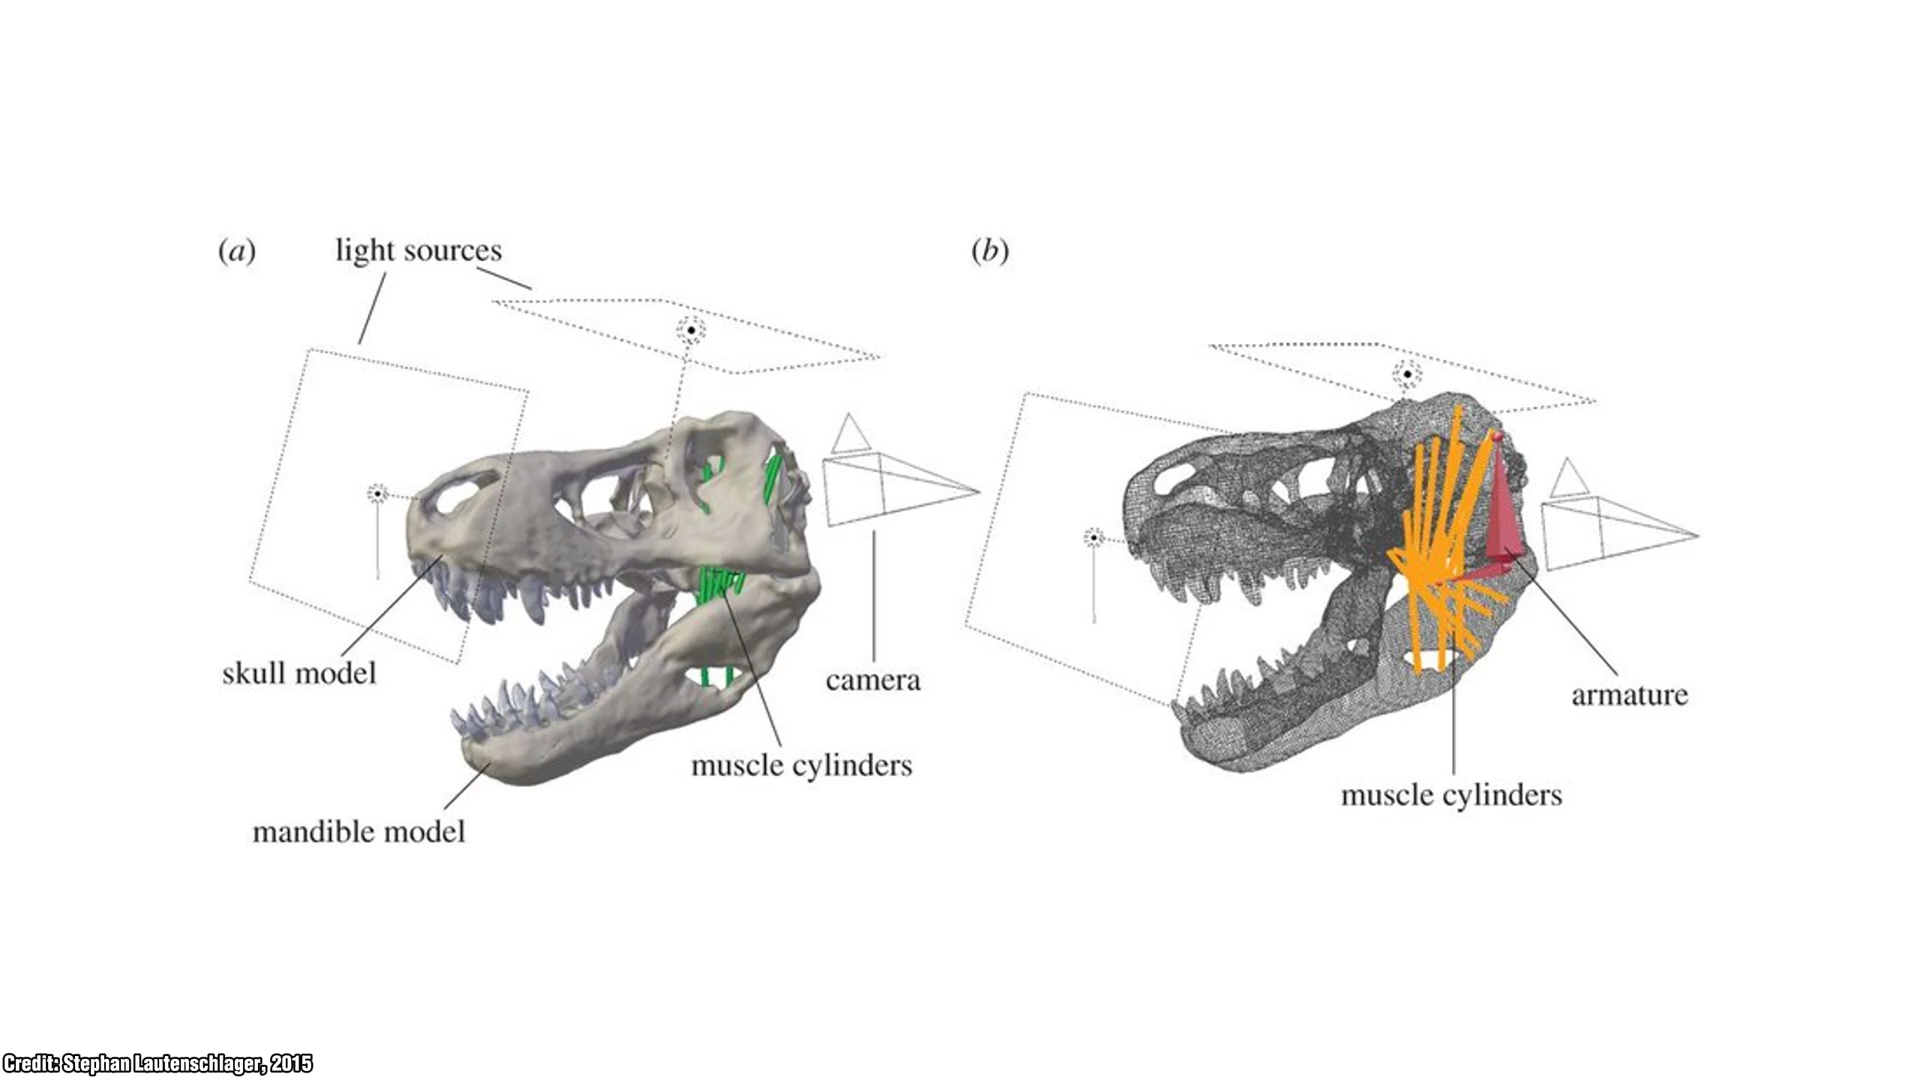 (a)
light sources
(b)
skull model
camera
armature
muscle cylinders
muscle cylinders
mandible model
Credit: Stephan Lautenschlager, 2015